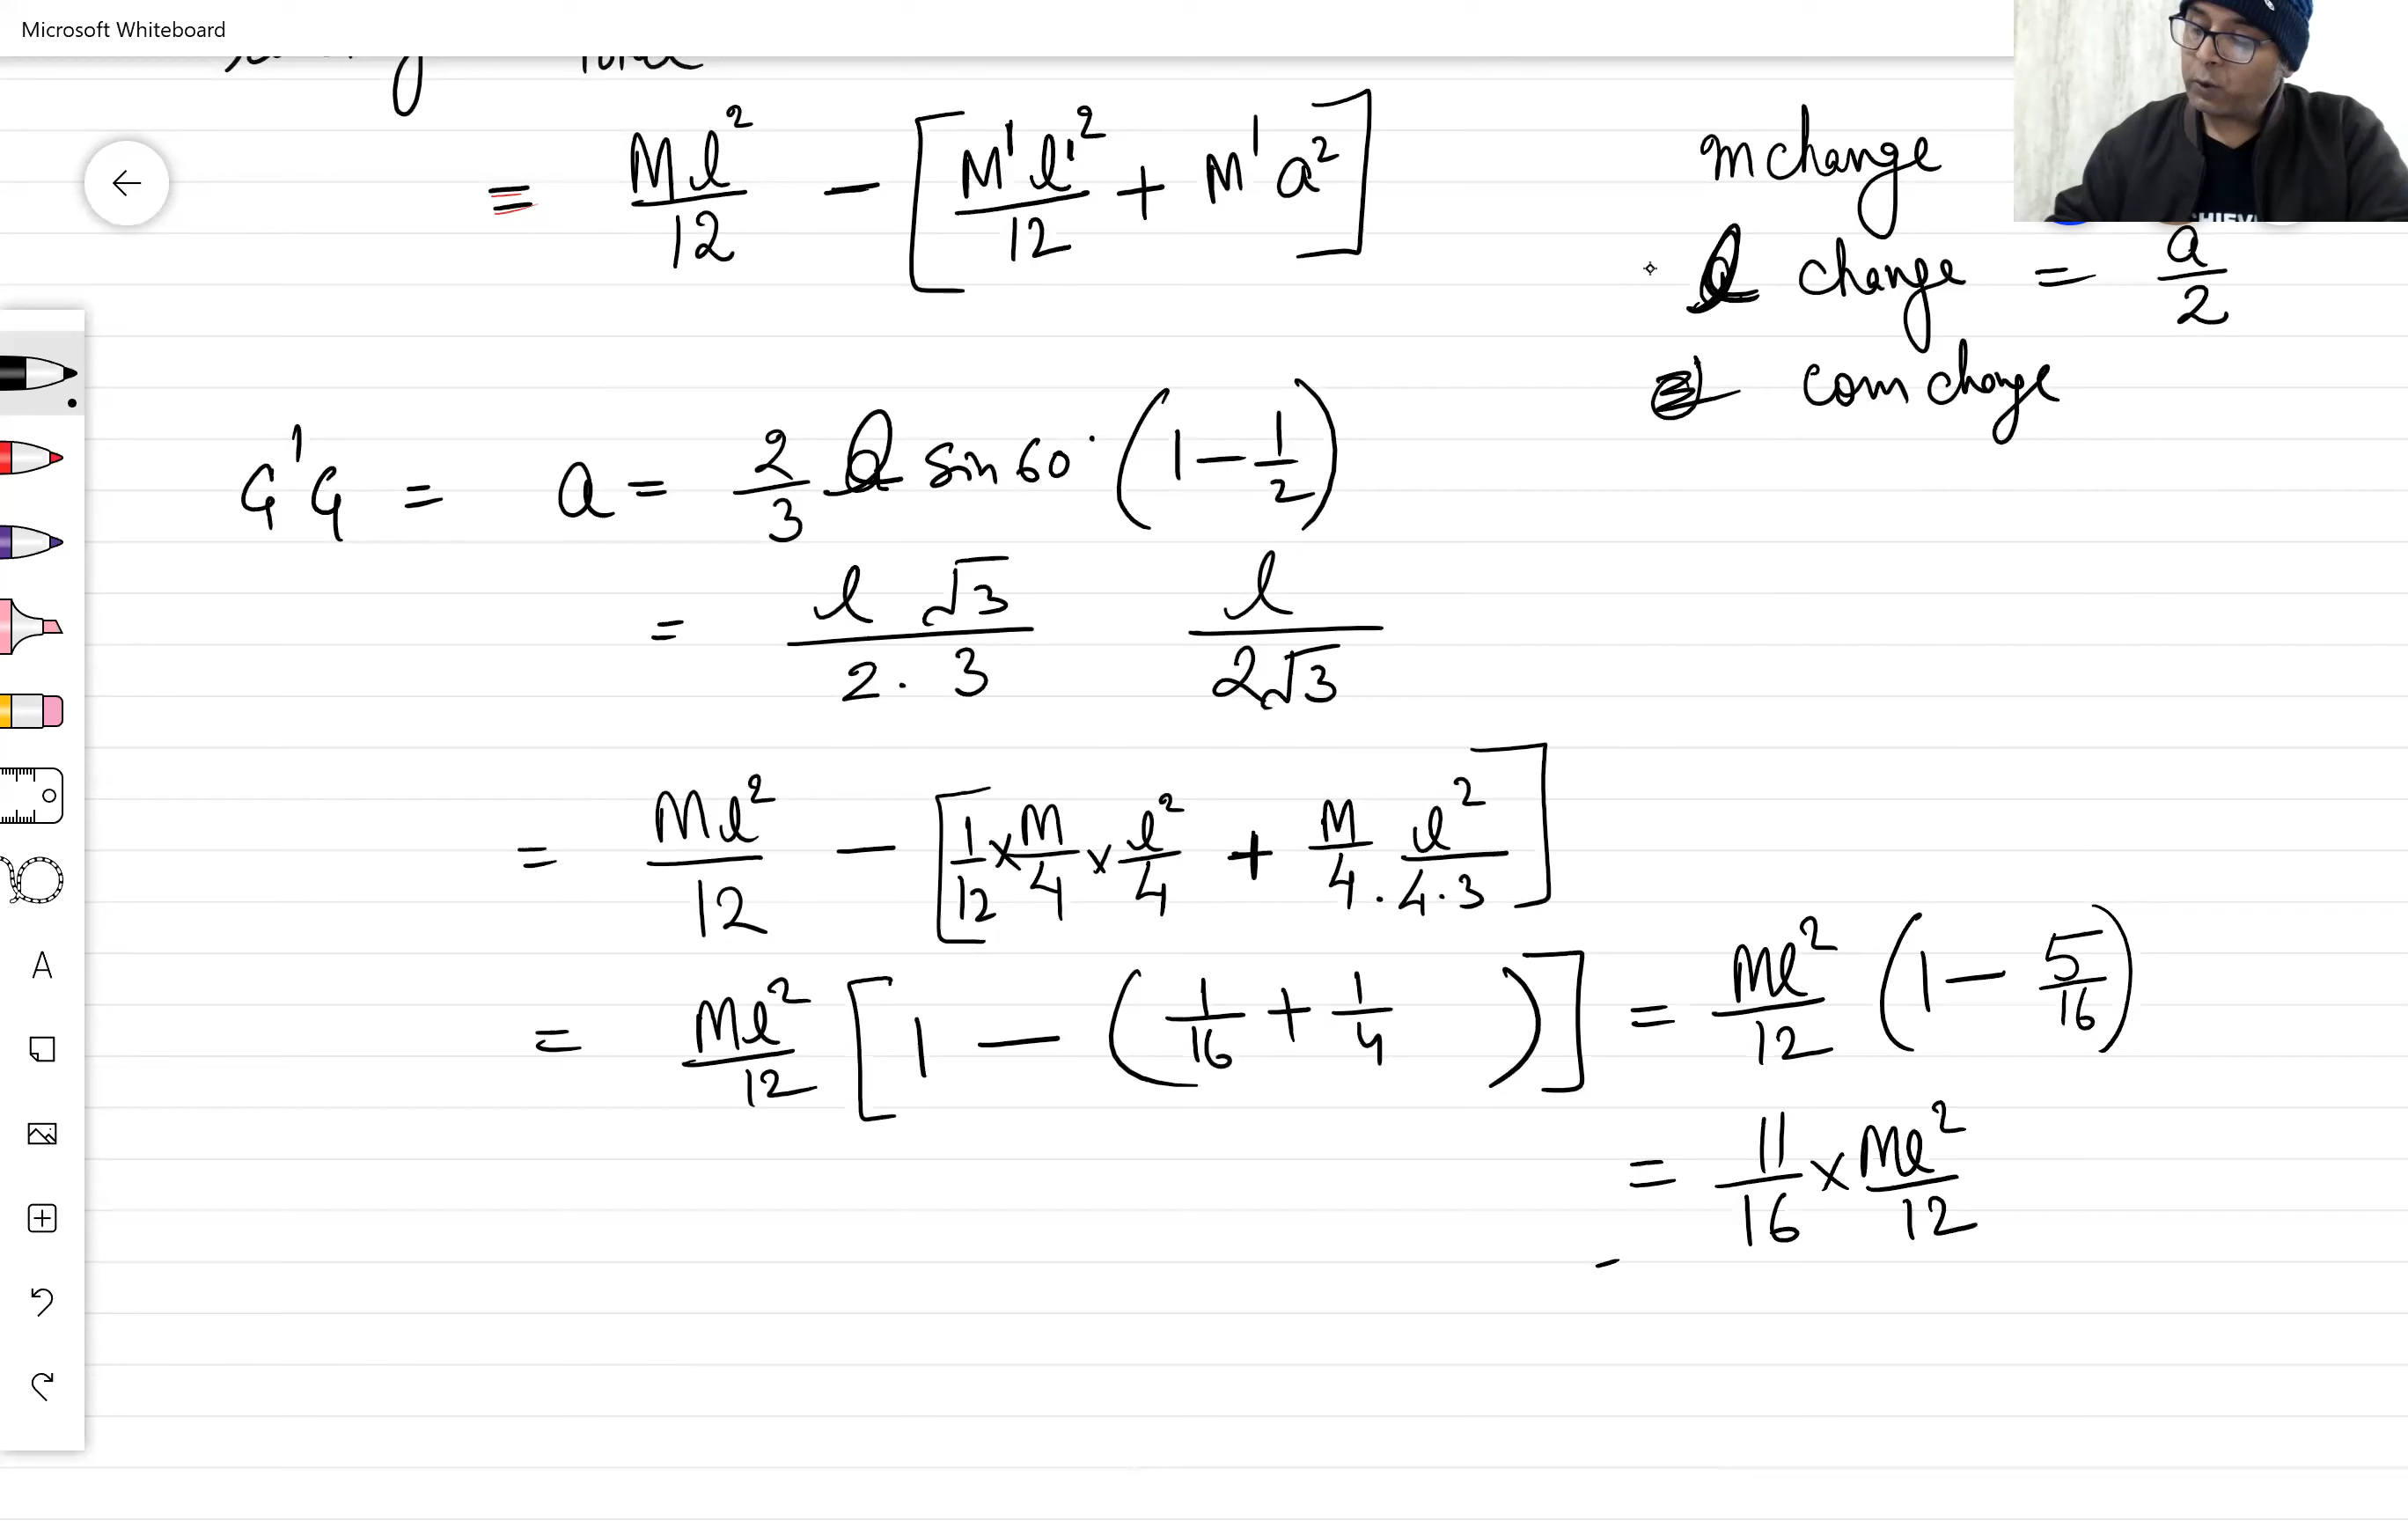 Microsoft Whiteboard
= Ml²/12 − [M'l'²/12 + M'a²]
m change
l change = a/2
com change
G'G = a = 2/3 l sin 60° (1 − 1/2)
= l √3 / 2 . 3   l / 2√3
= Ml²/12 − [1/12 × M/4 × l²/4 + M/4 . l²/4.3]
= Ml²/12 [1 − (1/16 + 1/4)] = Ml²/12 (1 − 5/16)
= 11/16 × Ml²/12